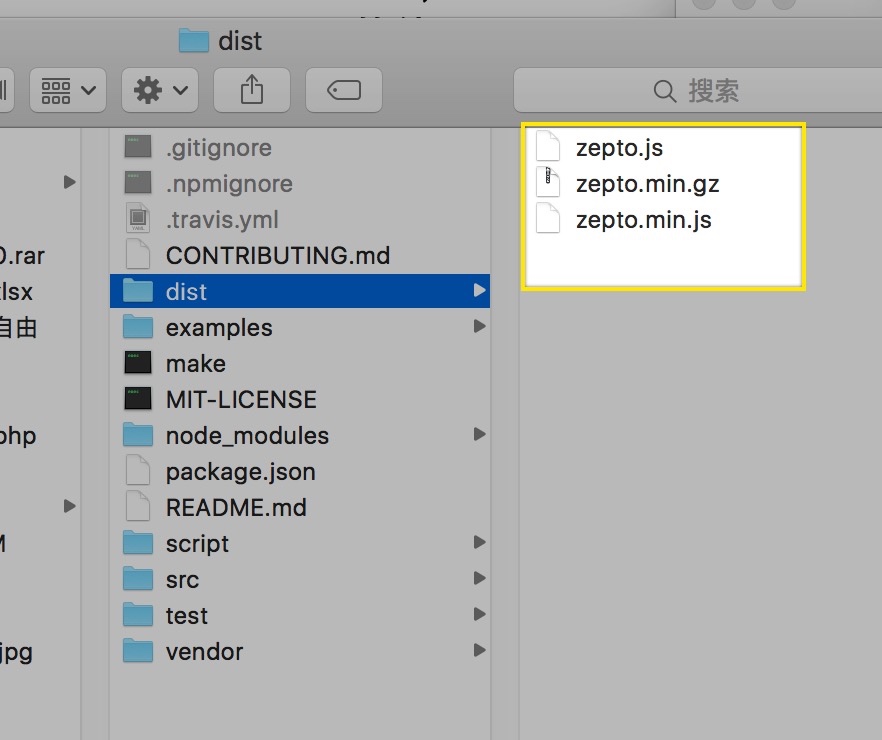 dist
搜索
0.rar
lsx
自由
php
jpg
.gitignore
.npmignore
.travis.yml
CONTRIBUTING.md
dist
examples
make
MIT-LICENSE
node_modules
package.json
README.md
script
src
test
vendor
zepto.js
zepto.min.gz
zepto.min.js